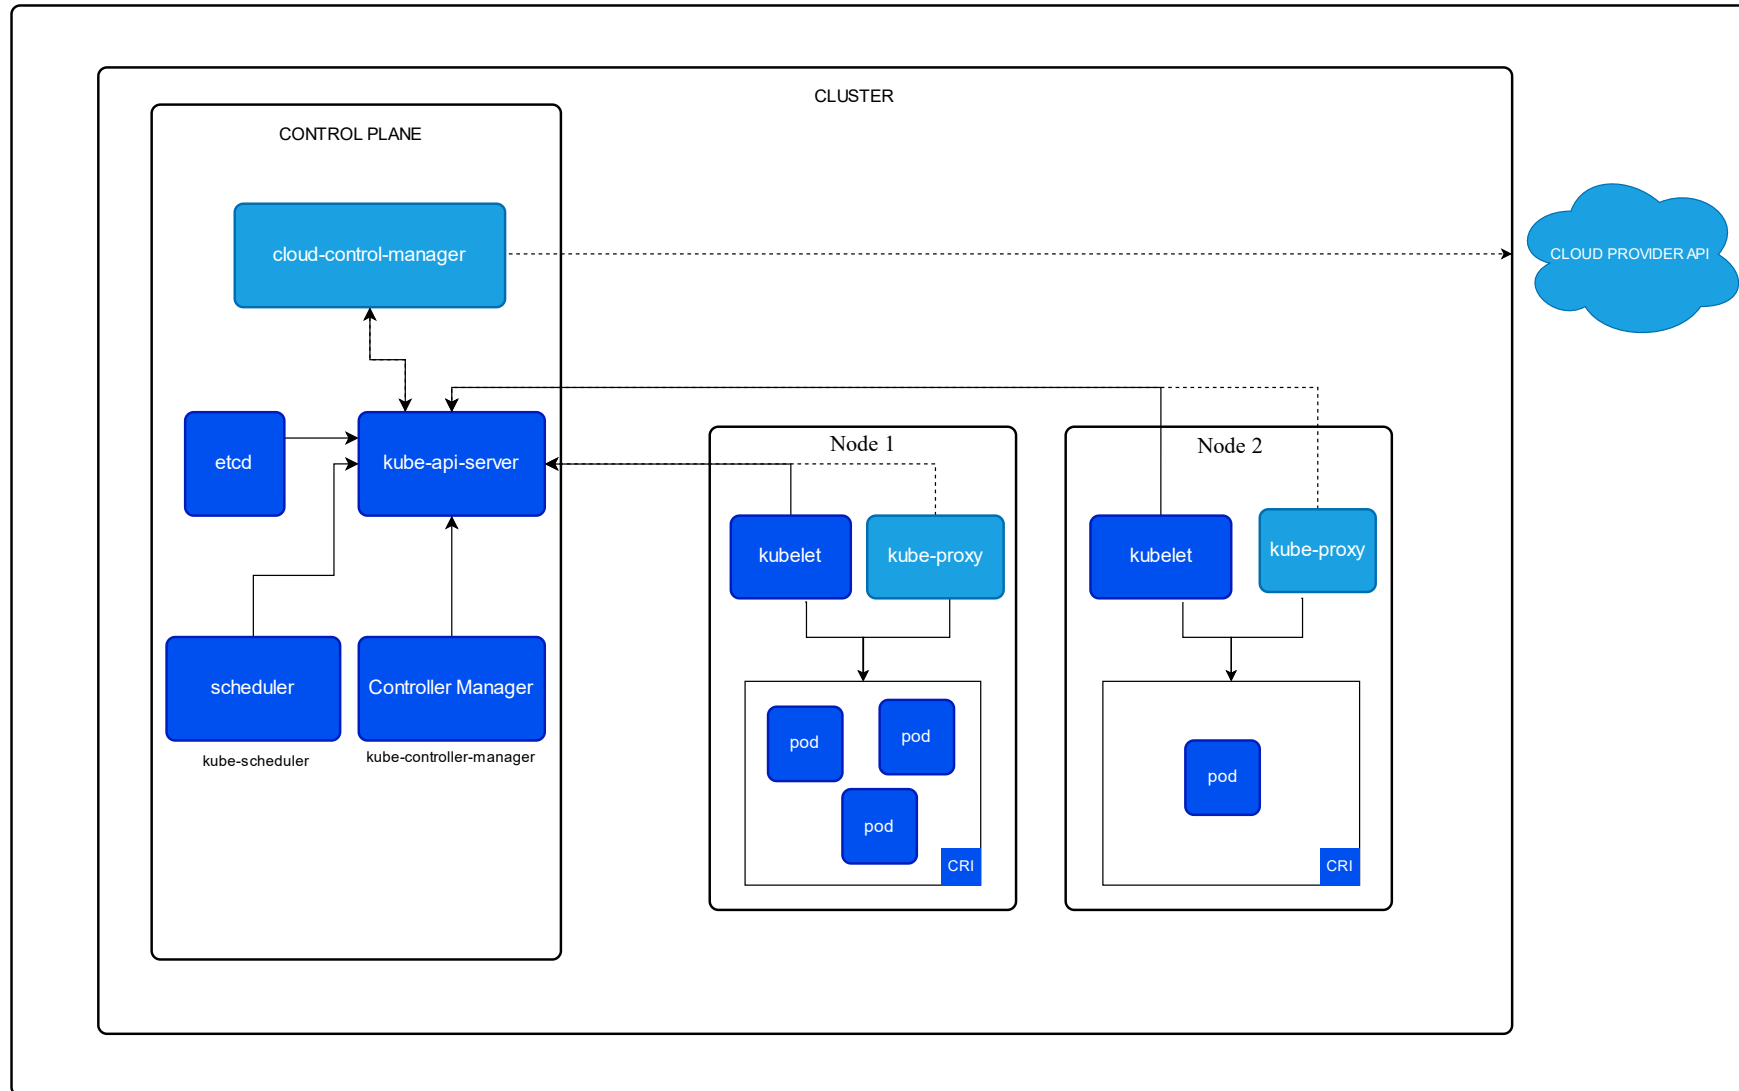 CLUSTER
CONTROL PLANE
cloud-control-manager
CLOUD PROVIDER API
etcd
kube-api-server
Node 1
Node 2
kubelet
kube-proxy
kubelet
kube-proxy
scheduler
Controller Manager
kube-scheduler
kube-controller-manager
pod
pod
pod
CRI
pod
CRI